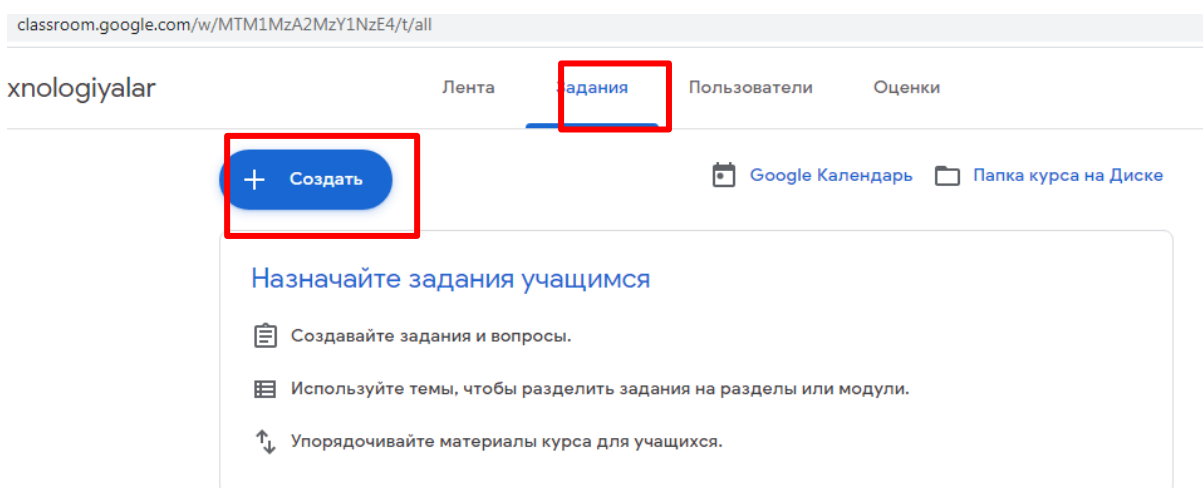 classroom.google.com/w/MTM1MzA2MzY1NzE4/t/all
xnologiyalar Лента Задания Пользователи Оценки
Создать Google Календарь Папка курса на Диске
Назначайте задания учащимся
Создавайте задания и вопросы.
Используйте темы, чтобы разделить задания на разделы или модули.
Упорядочивайте материалы курса для учащихся.